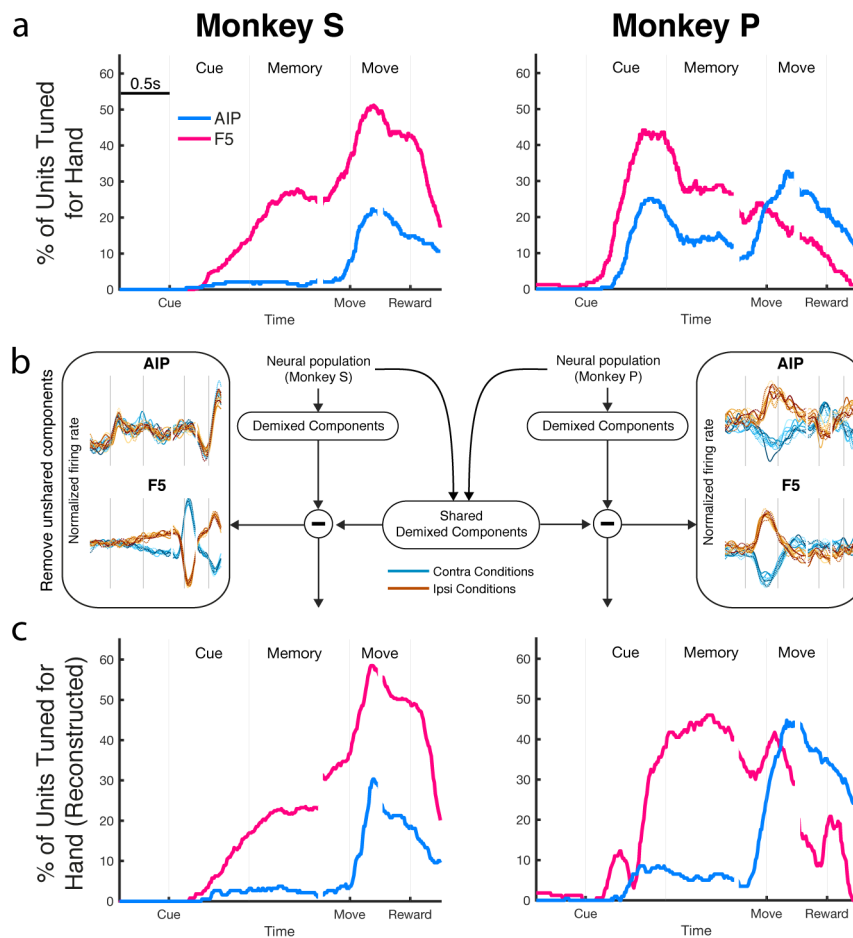 a
Monkey S
Monkey P
% of Units Tuned
for Hand
60
50
40
30
20
10
0
0.5s
Cue
Memory
Move
AIP
F5
Cue
Move
Reward
Time
60
50
40
30
20
10
0
Cue
Memory
Move
Cue
Move
Reward
Time
b
Remove unshared components
Normalized firing rate
AIP
F5
Neural population
(Monkey S)
Demixed Components
Neural population
(Monkey P)
Demixed Components
Shared
Demixed Components
Contra Conditions
Ipsi Conditions
Normalized firing rate
AIP
F5
c
% of Units Tuned for
Hand (Reconstructed)
60
50
40
30
20
10
0
Cue
Memory
Move
Cue
Move
Reward
Time
60
50
40
30
20
10
0
Cue
Memory
Move
Cue
Move
Reward
Time